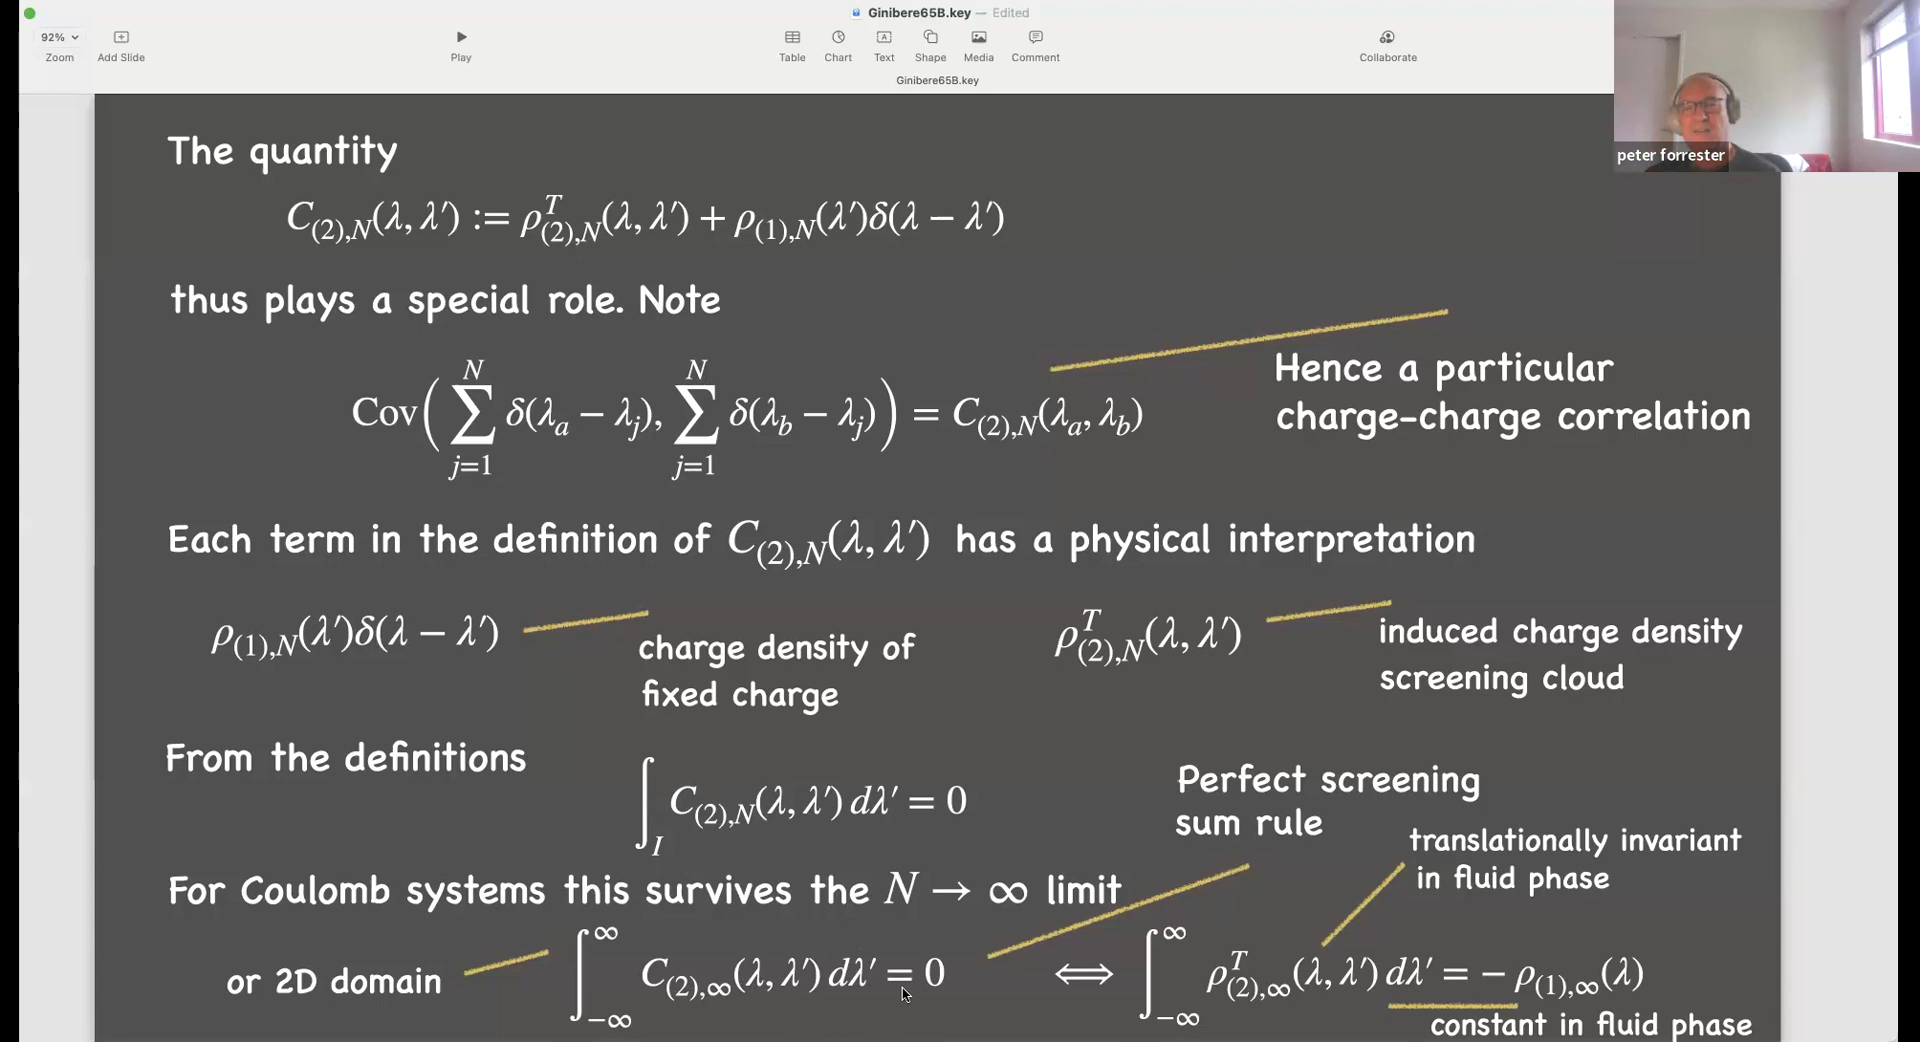 Ginibere65B.key — Edited
92%
Zoom
Add Slide
Play
Table
Chart
Text
Shape
Media
Comment
Collaborate
Ginibere65B.key
peter forrester
The quantity
C_{(2),N}(λ, λ′) := ρ^T_{(2),N}(λ, λ′) + ρ_{(1),N}(λ′)δ(λ − λ′)
thus plays a special role. Note
Cov(∑_{j=1}^{N} δ(λ_a − λ_j), ∑_{j=1}^{N} δ(λ_b − λ_j)) = C_{(2),N}(λ_a, λ_b)
Hence a particular
charge-charge correlation
Each term in the definition of C_{(2),N}(λ, λ′) has a physical interpretation
ρ_{(1),N}(λ′)δ(λ − λ′)
charge density of
fixed charge
ρ^T_{(2),N}(λ, λ′)
induced charge density
screening cloud
From the definitions
∫_I C_{(2),N}(λ, λ′) dλ′ = 0
Perfect screening
sum rule
translationally invariant
in fluid phase
For Coulomb systems this survives the N → ∞ limit
or 2D domain
∫_{−∞}^{∞} C_{(2),∞}(λ, λ′) dλ′ = 0 ⟺ ∫_{−∞}^{∞} ρ^T_{(2),∞}(λ, λ′) dλ′ = − ρ_{(1),∞}(λ)
constant in fluid phase